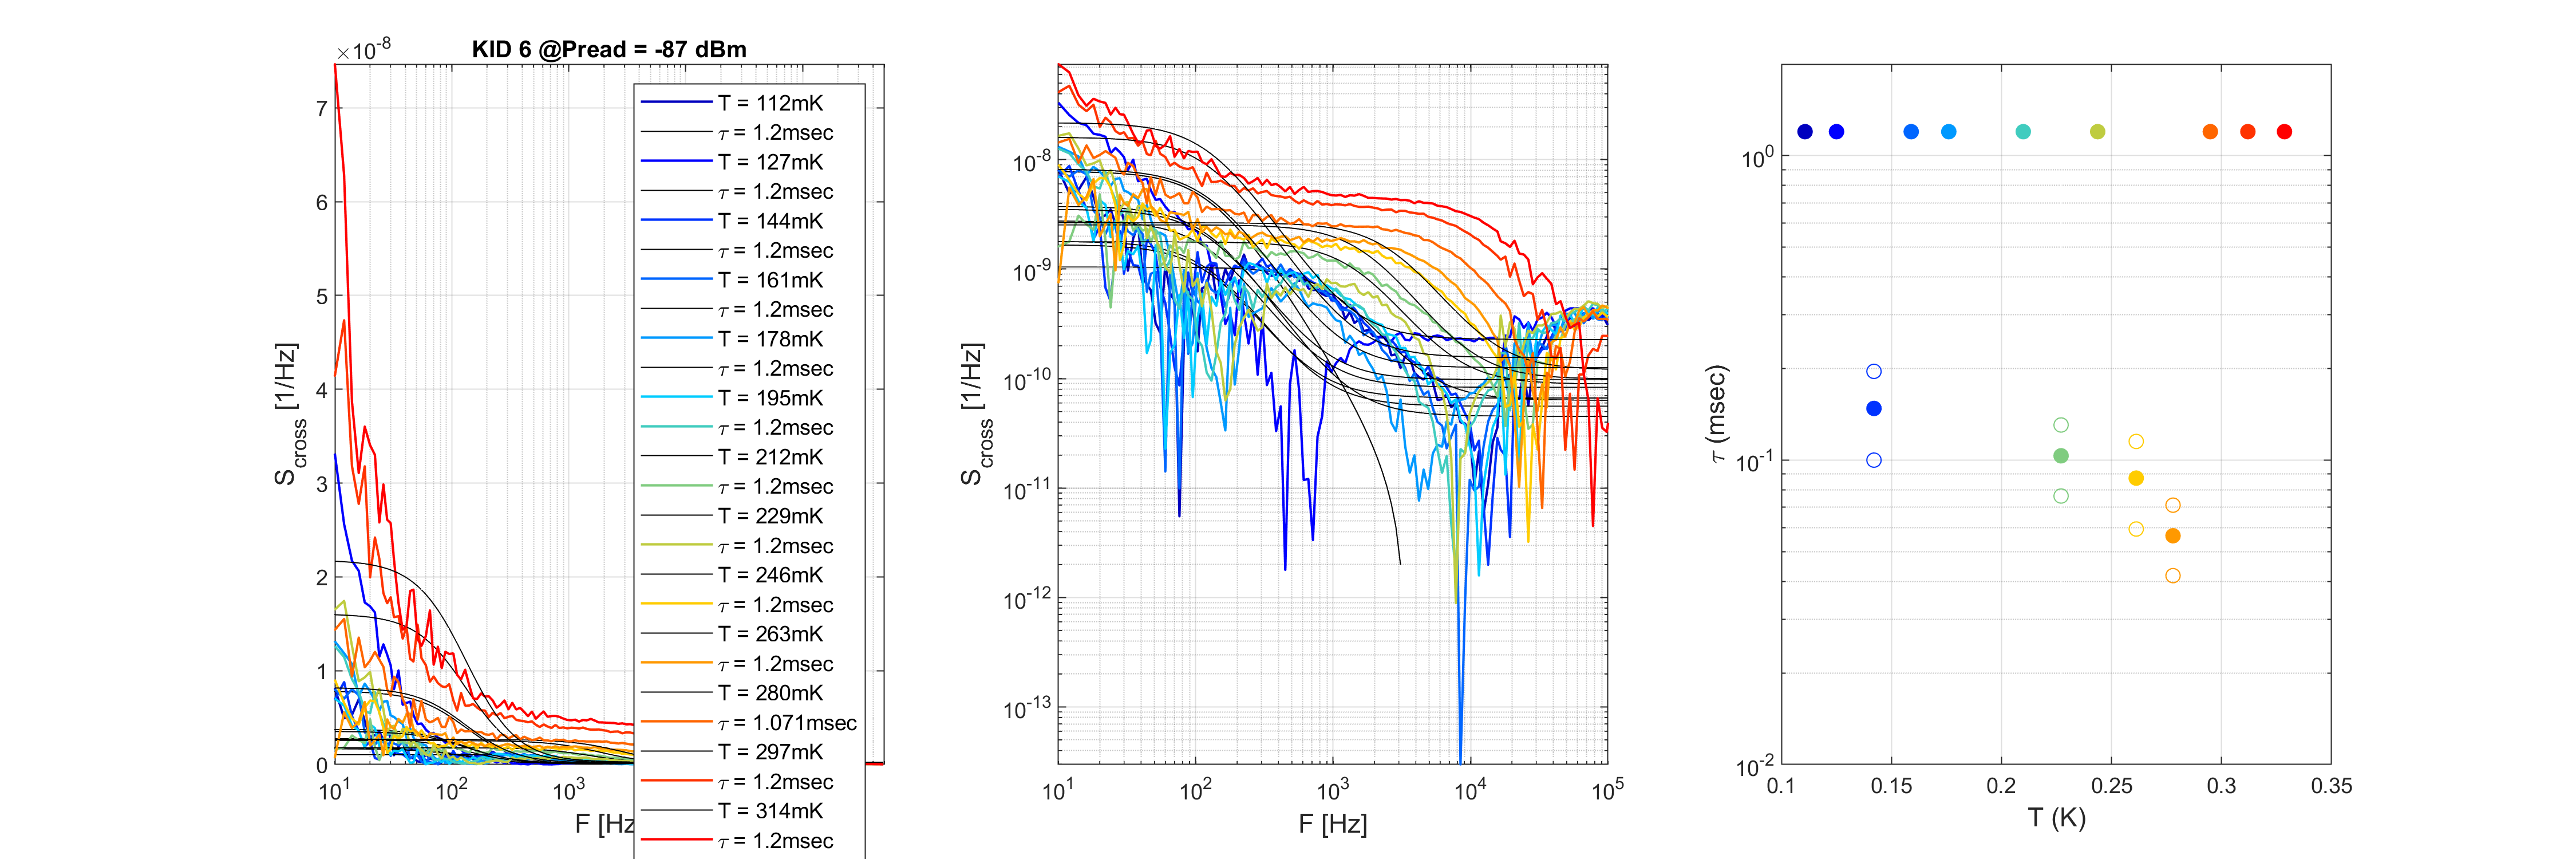 ×10⁻⁸
KID 6 @Pread = -87 dBm
7
6
5
4
3
2
1
0
S_cross [1/Hz]
10¹
10²
10³
F [Hz
T = 112mK
τ = 1.2msec
T = 127mK
τ = 1.2msec
T = 144mK
τ = 1.2msec
T = 161mK
τ = 1.2msec
T = 178mK
τ = 1.2msec
T = 195mK
τ = 1.2msec
T = 212mK
τ = 1.2msec
T = 229mK
τ = 1.2msec
T = 246mK
τ = 1.2msec
T = 263mK
τ = 1.2msec
T = 280mK
τ = 1.071msec
T = 297mK
τ = 1.2msec
T = 314mK
τ = 1.2msec
10⁻⁸
10⁻⁹
10⁻¹⁰
10⁻¹¹
10⁻¹²
10⁻¹³
S_cross [1/Hz]
10¹
10²
10³
10⁴
10⁵
F [Hz]
10⁰
10⁻¹
10⁻²
τ (msec)
0.1
0.15
0.2
0.25
0.3
0.35
T (K)